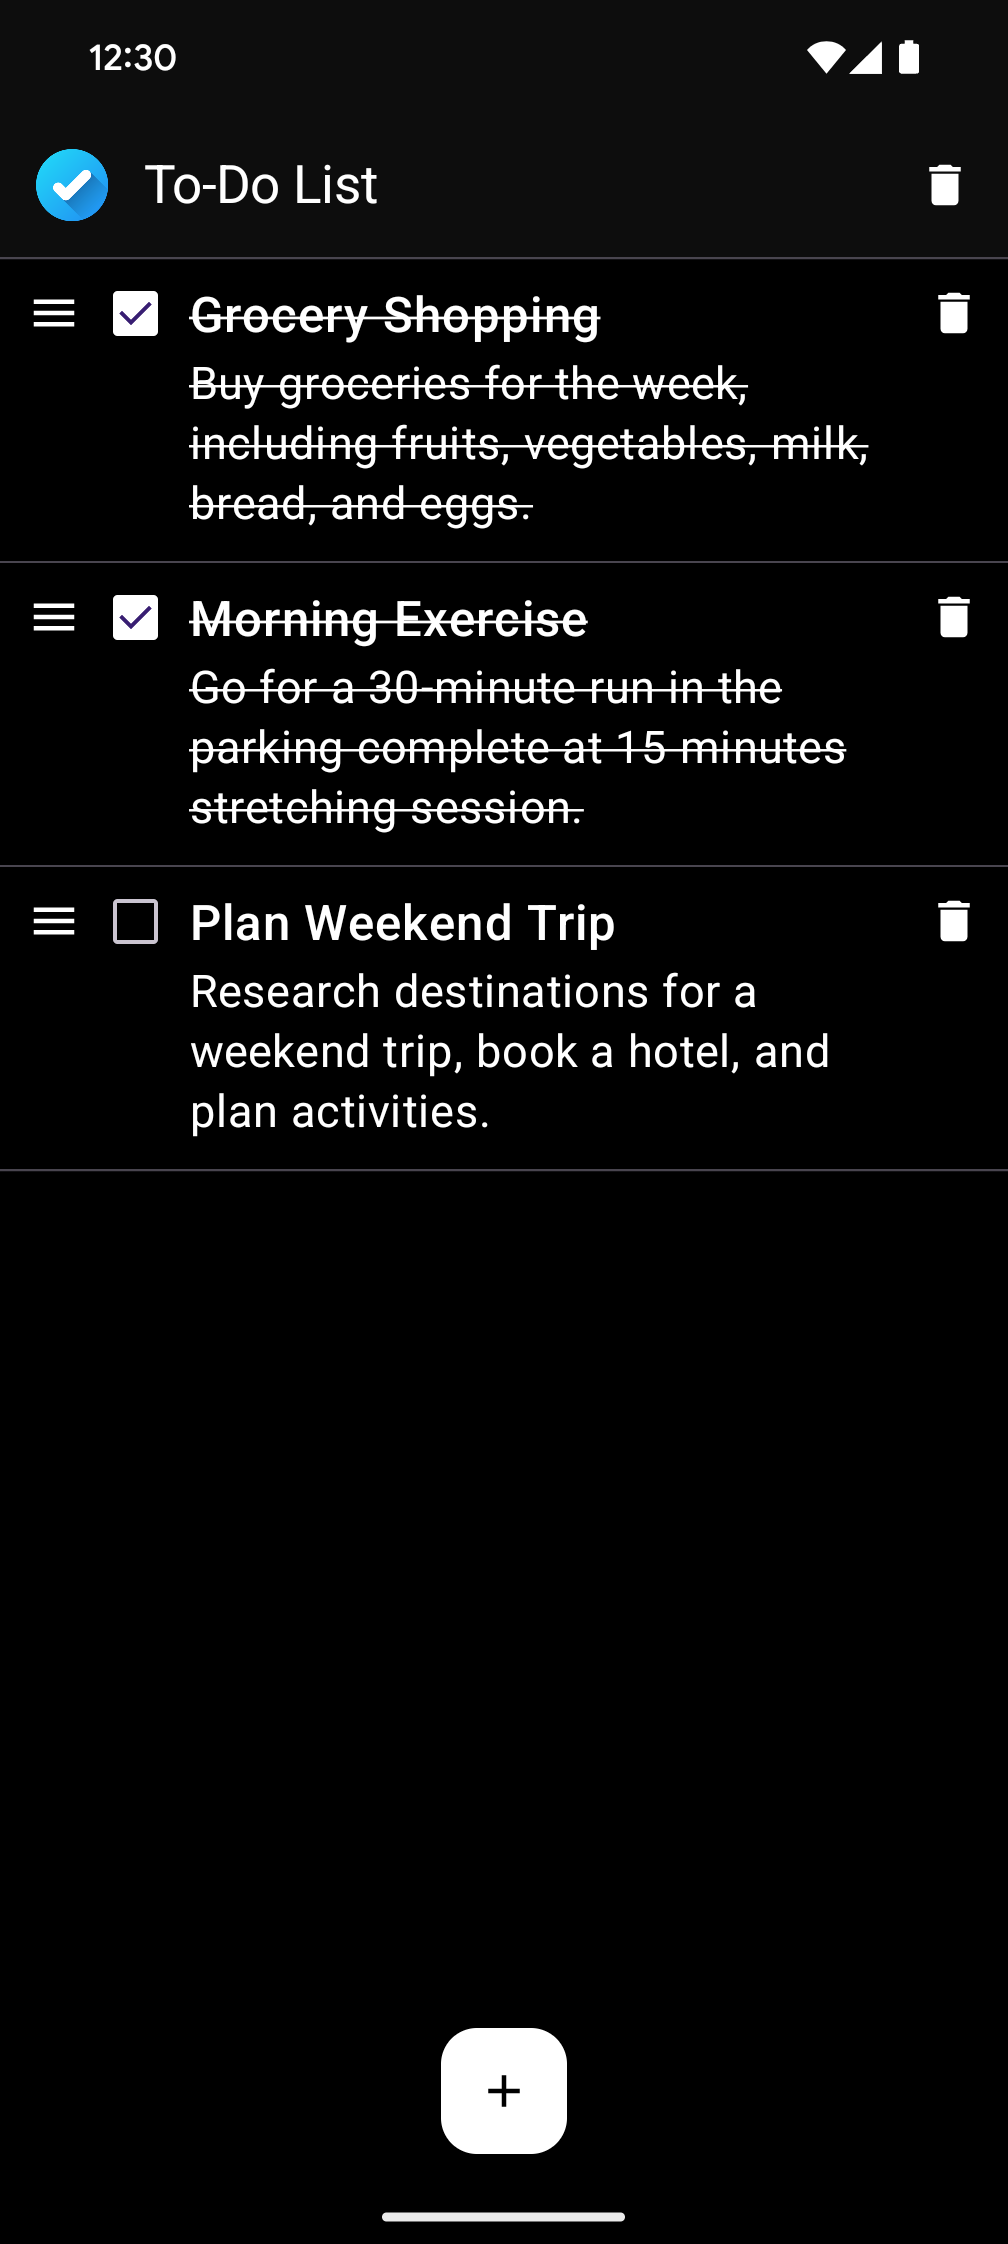 12:30
To-Do List
Grocery Shopping
Buy groceries for the week,
including fruits, vegetables, milk,
bread, and eggs.
Morning Exercise
Go for a 30-minute run in the
parking complete at 15 minutes
stretching session.
Plan Weekend Trip
Research destinations for a
weekend trip, book a hotel, and
plan activities.